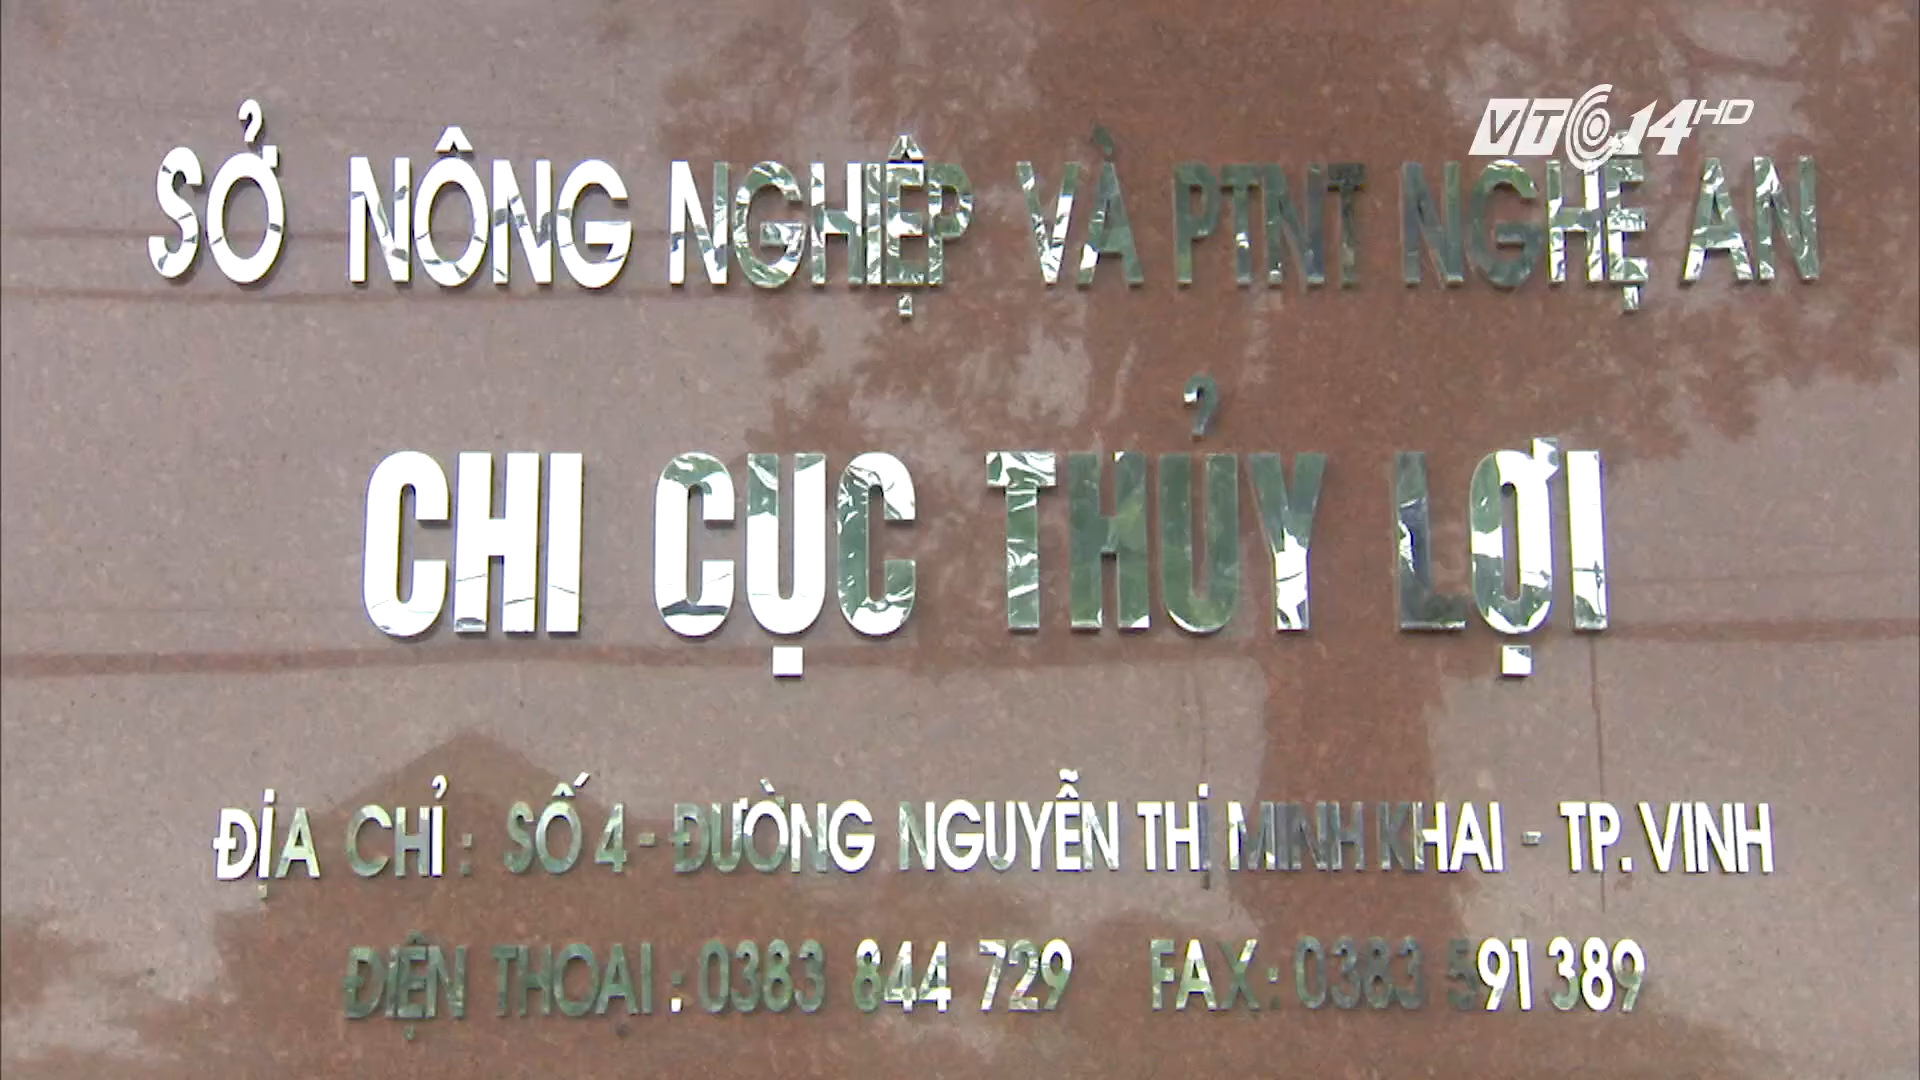 VTC14HD
SỞ NÔNG NGHIỆP VÀ PTNT NGHỆ AN
CHI CỤC THỦY LỢI
ĐỊA CHỈ : SỐ 4 - ĐƯỜNG NGUYỄN THỊ MINH KHAI - TP. VINH
ĐIỆN THOẠI : 0383 844 729 FAX : 0383 591 389